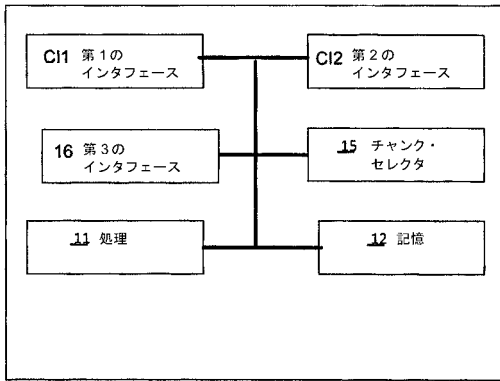 CI1 第1の
インタフェース
CI2 第2の
インタフェース
16 第3の
インタフェース
15 チャンク・
セレクタ
11 処理
12 記憶